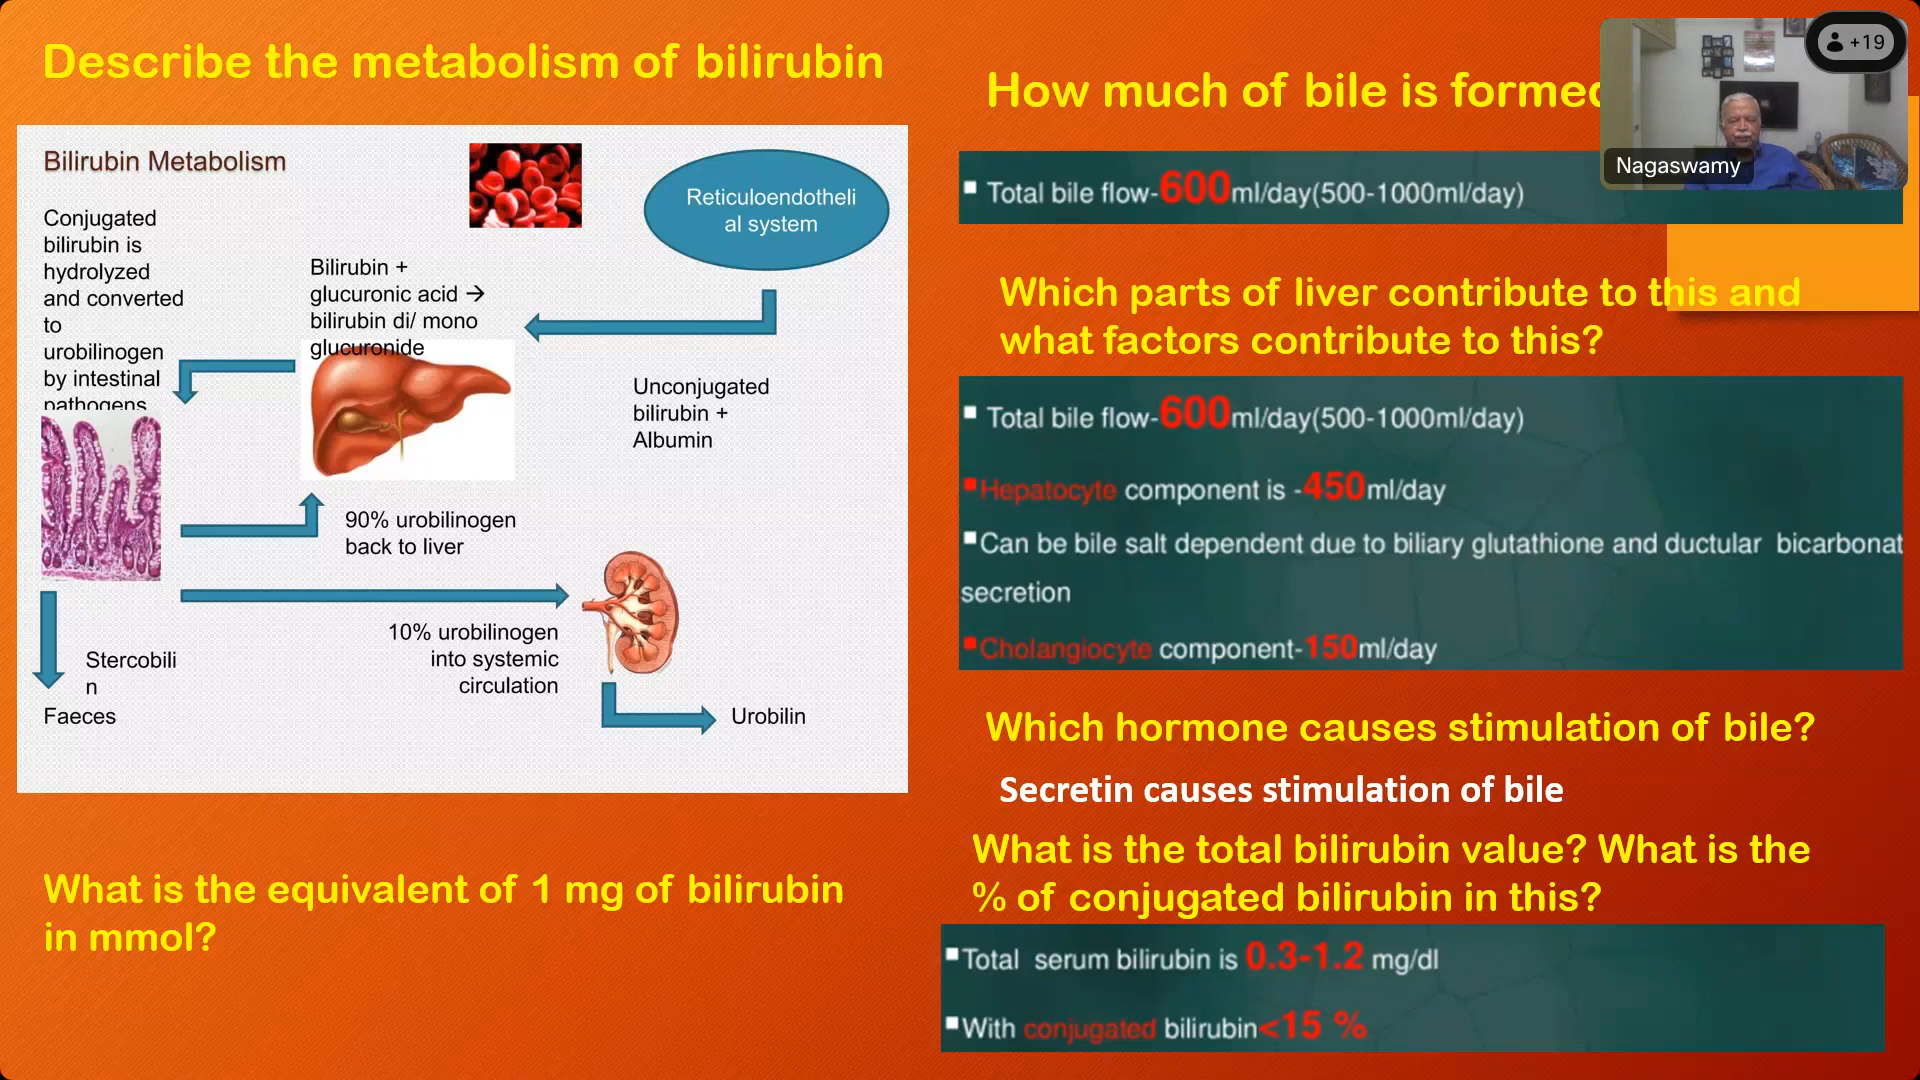 Describe the metabolism of bilirubin
Bilirubin Metabolism
Conjugated
bilirubin is
hydrolyzed
and converted
to
urobilinogen
by intestinal
pathogens
Bilirubin +
glucuronic acid →
bilirubin di/ mono
glucuronide
Reticuloendotheli
al system
Unconjugated
bilirubin +
Albumin
90% urobilinogen
back to liver
10% urobilinogen
into systemic
circulation
Stercobili
n
Faeces
Urobilin
What is the equivalent of 1 mg of bilirubin
in mmol?
How much of bile is formed
+19
Nagaswamy
▪ Total bile flow-600ml/day(500-1000ml/day)
Which parts of liver contribute to this and
what factors contribute to this?
▪ Total bile flow-600ml/day(500-1000ml/day)
▪Hepatocyte component is -450ml/day
▪Can be bile salt dependent due to biliary glutathione and ductular bicarbonat
secretion
▪Cholangiocyte component-150ml/day
Which hormone causes stimulation of bile?
Secretin causes stimulation of bile
What is the total bilirubin value? What is the
% of conjugated bilirubin in this?
▪Total serum bilirubin is 0.3-1.2 mg/dl
▪With conjugated bilirubin<15 %